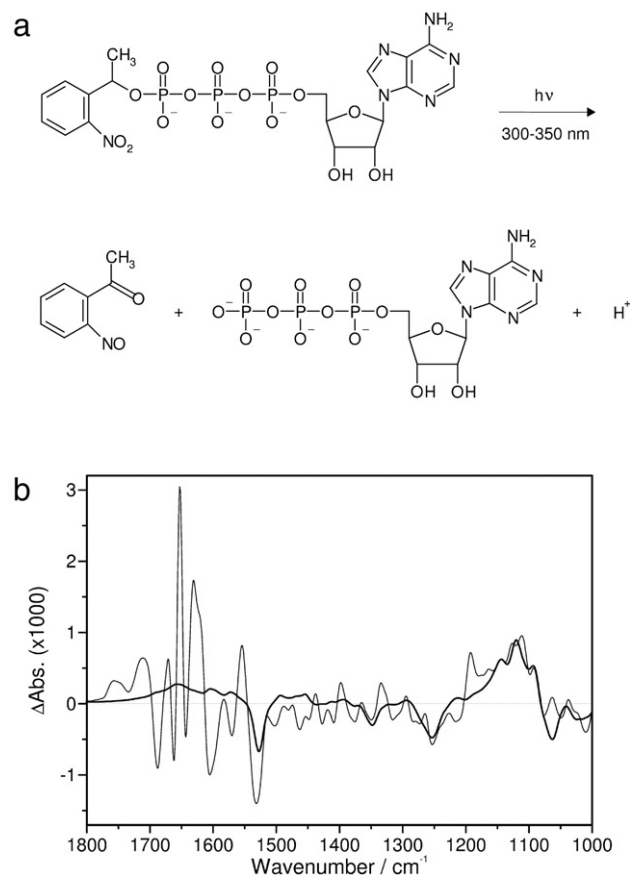 a
NH₂
CH₃ O O O N N
O P O P O P O N N
O⁻ O⁻ O⁻ O
NO₂
OH OH
hν
300-350 nm
CH₃
O
NO
+
NH₂
O O O N N
⁻O P O P O P O N N
O⁻ O⁻ O⁻ O
OH OH
+ H⁺
b
3
2
1
0
-1
ΔAbs. (x1000)
1800 1700 1600 1500 1400 1300 1200 1100 1000
Wavenumber / cm⁻¹